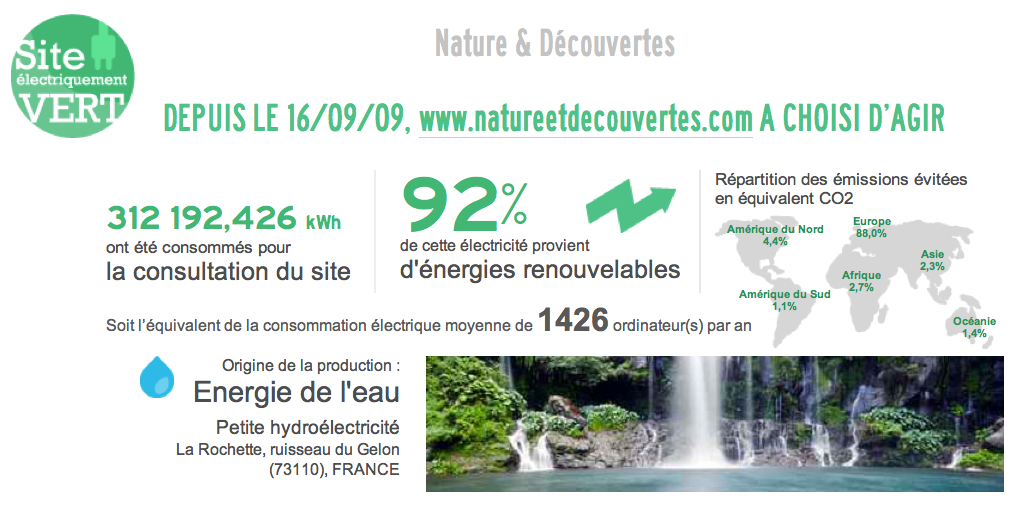 Site
électriquement
VERT
Nature & Découvertes
DEPUIS LE 16/09/09, www.natureetdecouvertes.com A CHOISI D'AGIR
312 192,426 kWh
ont été consommés pour
la consultation du site
92%
de cette électricité provient
d'énergies renouvelables
Répartition des émissions évitées
en équivalent CO2
Amérique du Nord
4,4%
Europe
88,0%
Asie
2,3%
Afrique
2,7%
Amérique du Sud
1,1%
Océanie
1,4%
Soit l'équivalent de la consommation électrique moyenne de 1426 ordinateur(s) par an
Origine de la production :
Energie de l'eau
Petite hydroélectricité
La Rochette, ruisseau du Gelon
(73110), FRANCE